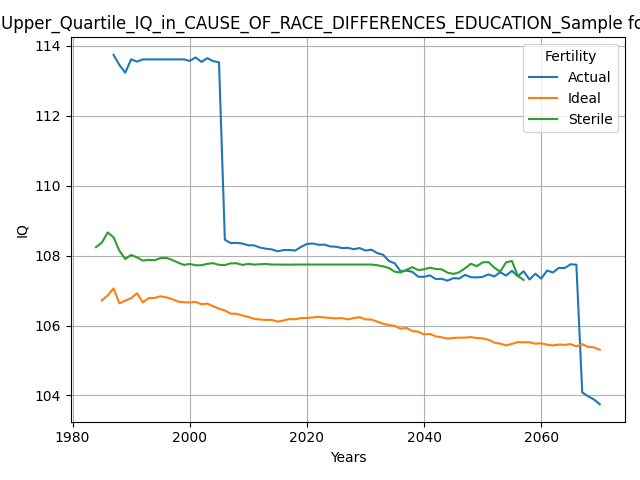 Upper_Quartile_IQ_in_CAUSE_OF_RACE_DIFFERENCES_EDUCATION_Sample fo
114
112
110
108
106
104
IQ
1980
2000
2020
2040
2060
Years
Fertility
Actual
Ideal
Sterile